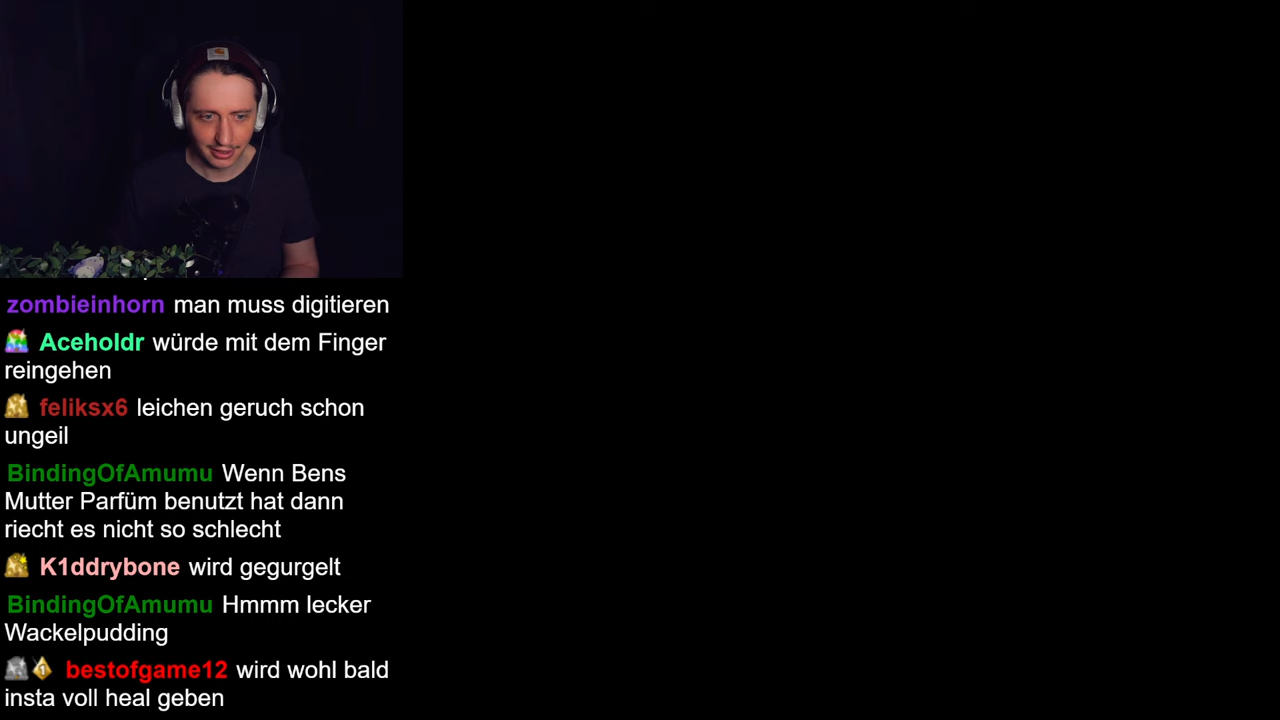 zombieinhorn man muss digitieren
Aceholdr würde mit dem Finger
reingehen
feliksx6 leichen geruch schon
ungeil
BindingOfAmumu Wenn Bens
Mutter Parfüm benutzt hat dann
riecht es nicht so schlecht
K1ddrybone wird gegurgelt
BindingOfAmumu Hmmm lecker
Wackelpudding
bestofgame12 wird wohl bald
insta voll heal geben